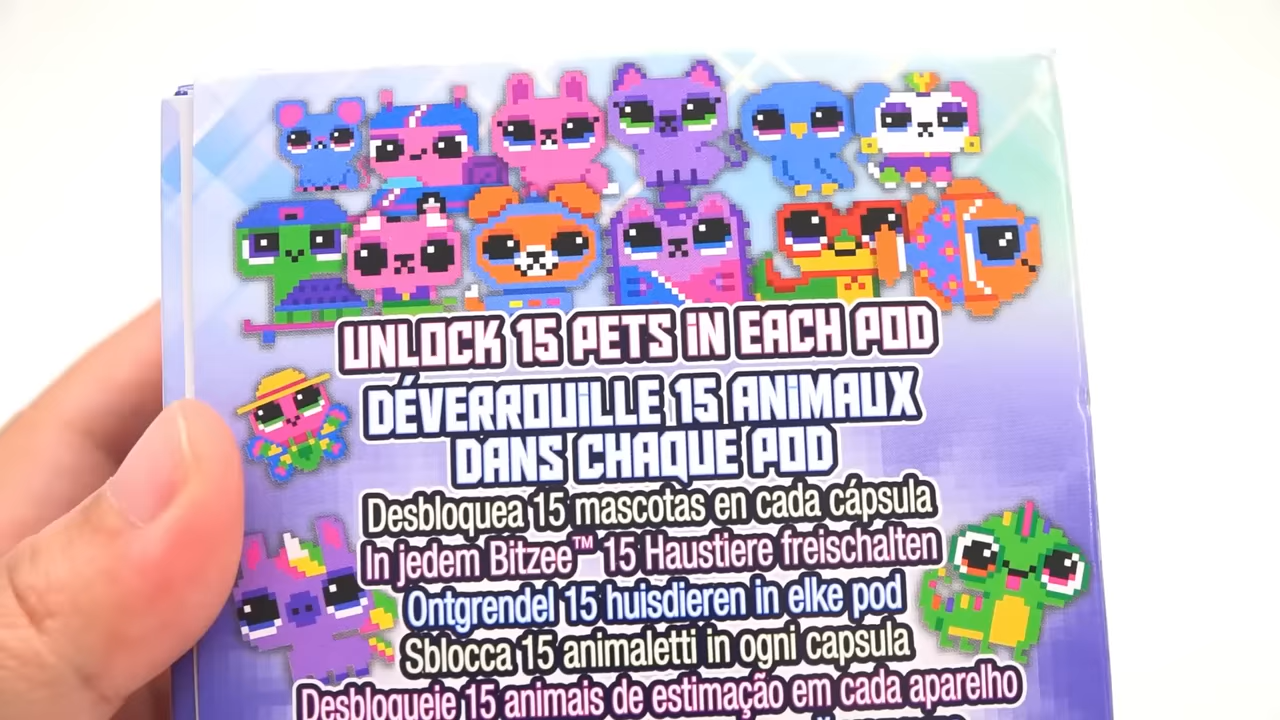 UNLOCK 15 PETS IN EACH POD
DÉVERROUILLE 15 ANIMAUX
DANS CHAQUE POD
Desbloquea 15 mascotas en cada cápsula
In jedem Bitzee™ 15 Haustiere freischalten
Ontgrendel 15 huisdieren in elke pod
Sblocca 15 animaletti in ogni capsula
Desbloqueie 15 animais de estimação em cada aparelho